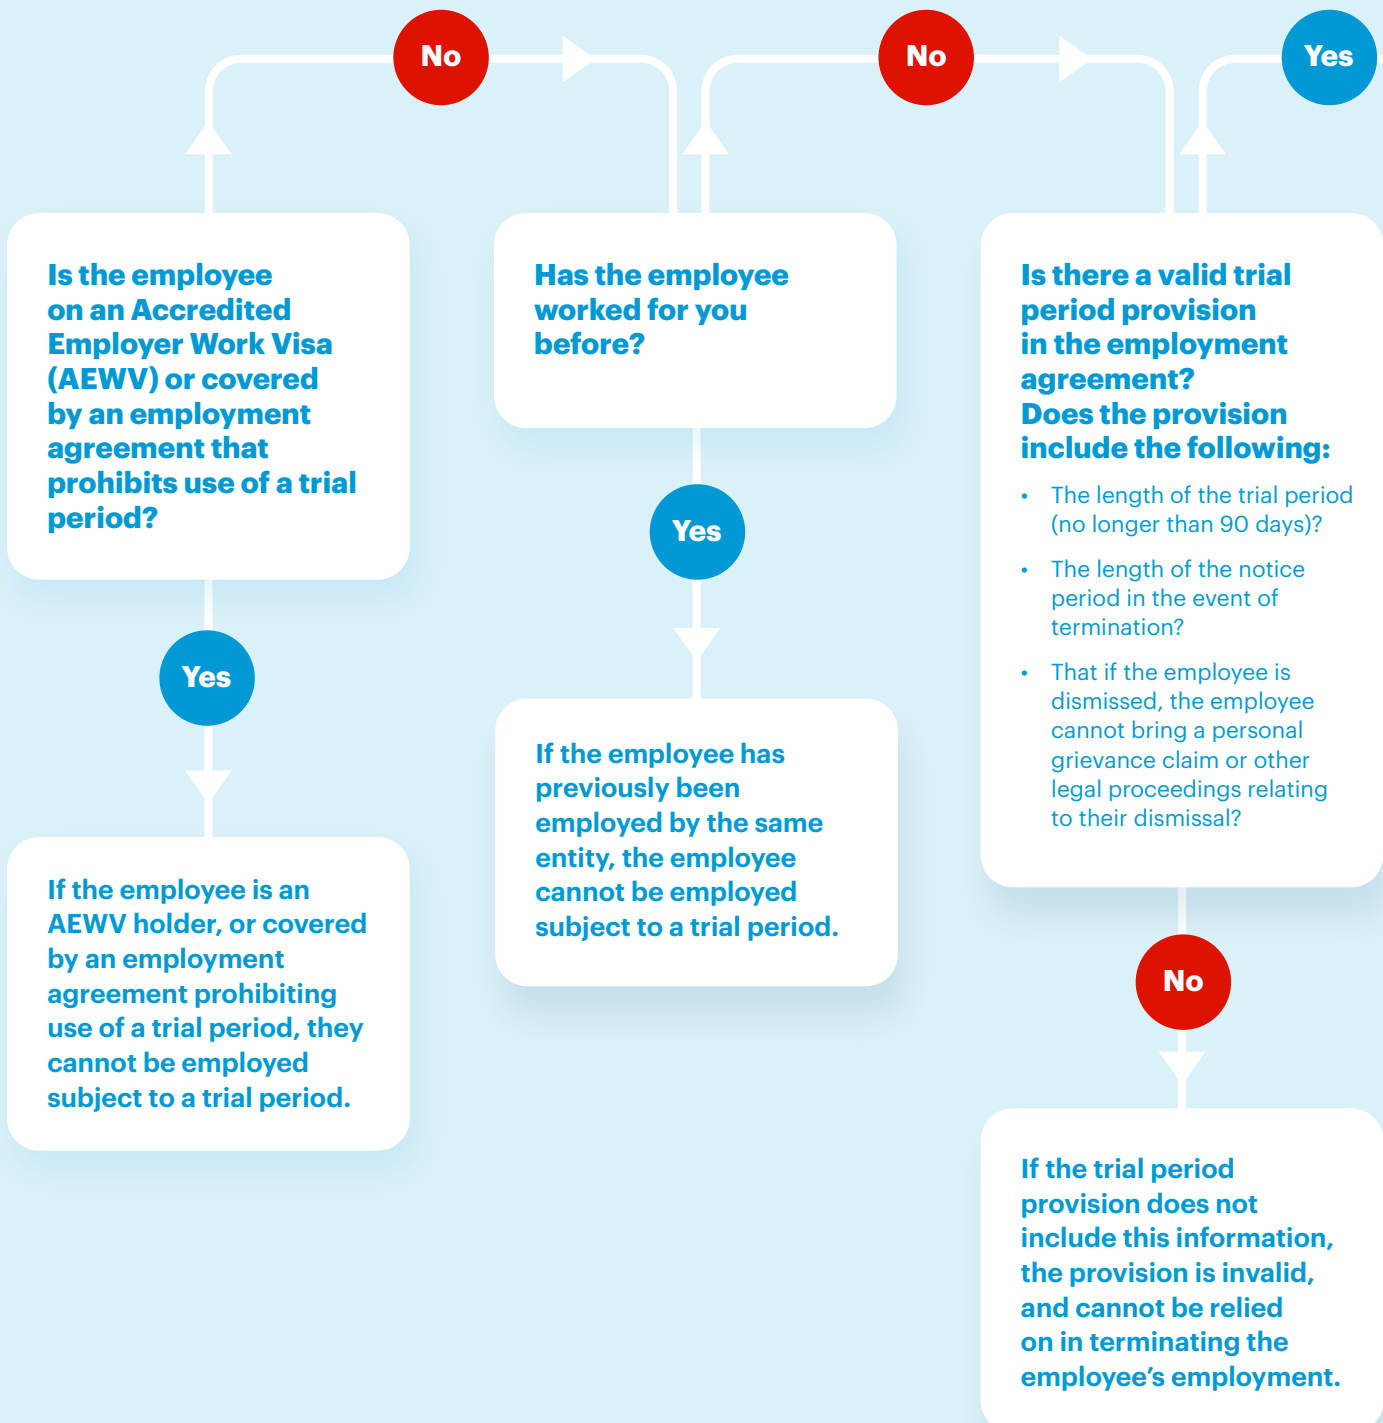 No
No
Yes
Is the employee
on an Accredited
Employer Work Visa
(AEWV) or covered
by an employment
agreement that
prohibits use of a trial
period?
Yes
If the employee is an
AEWV holder, or covered
by an employment
agreement prohibiting
use of a trial period, they
cannot be employed
subject to a trial period.
Has the employee
worked for you
before?
Yes
If the employee has
previously been
employed by the same
entity, the employee
cannot be employed
subject to a trial period.
Is there a valid trial
period provision
in the employment
agreement?
Does the provision
include the following:
• The length of the trial period
(no longer than 90 days)?
• The length of the notice
period in the event of
termination?
• That if the employee is
dismissed, the employee
cannot bring a personal
grievance claim or other
legal proceedings relating
to their dismissal?
No
If the trial period
provision does not
include this information,
the provision is invalid,
and cannot be relied
on in terminating the
employee’s employment.